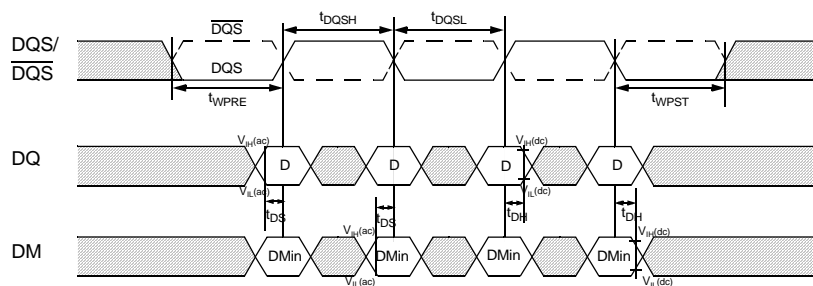 tDQSH tDQSL
DQS
DQS/
DQS
DQS
tWPRE tWPST
VIH(ac) VIH(dc)
DQ D D D D
VIL(ac) VIL(dc)
tDS tDS tDH tDH
VIH(ac) VIH(dc)
DM DMin DMin DMin DMin
VIL(ac) VIL(dc)